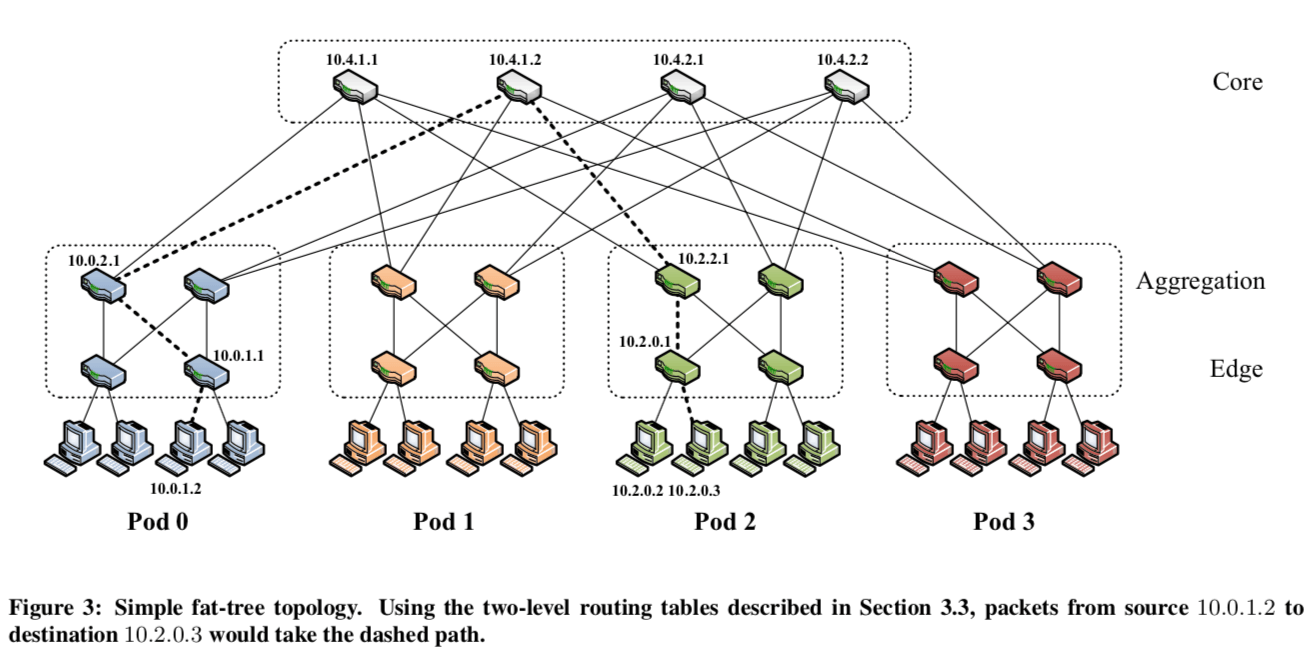 10.4.1.1 10.4.1.2 10.4.2.1 10.4.2.2
Core
10.0.2.1 10.2.2.1
Aggregation
10.0.1.1 10.2.0.1
Edge
10.0.1.2 10.2.0.2 10.2.0.3
Pod 0 Pod 1 Pod 2 Pod 3
Figure 3: Simple fat-tree topology. Using the two-level routing tables described in Section 3.3, packets from source 10.0.1.2 to
destination 10.2.0.3 would take the dashed path.